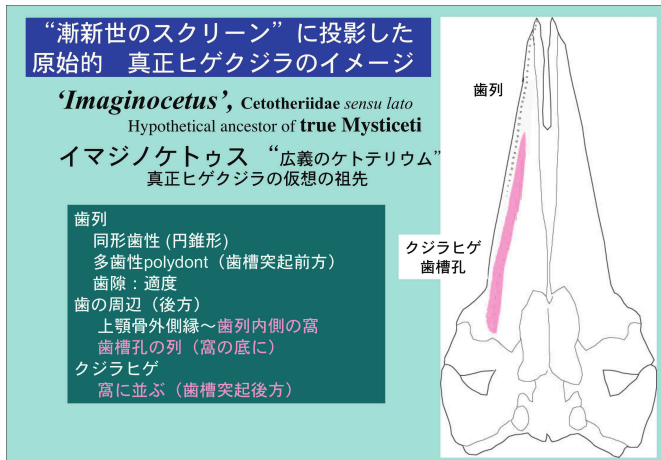 “漸新世のスクリーン”に投影した
原始的　真正ヒゲクジラのイメージ
‘Imaginocetus’, Cetotheriidae sensu lato
Hypothetical ancestor of true Mysticeti
イマジノケトゥス　“広義のケトテリウム”
真正ヒゲクジラの仮想の祖先
歯列
同形歯性 (円錐形)
多歯性polydont（歯槽突起前方）
歯隙：適度
歯の周辺（後方）
上顎骨外側縁～歯列内側の窩
歯槽孔の列（窩の底に）
クジラヒゲ
窩に並ぶ（歯槽突起後方）
歯列
クジラヒゲ
歯槽孔